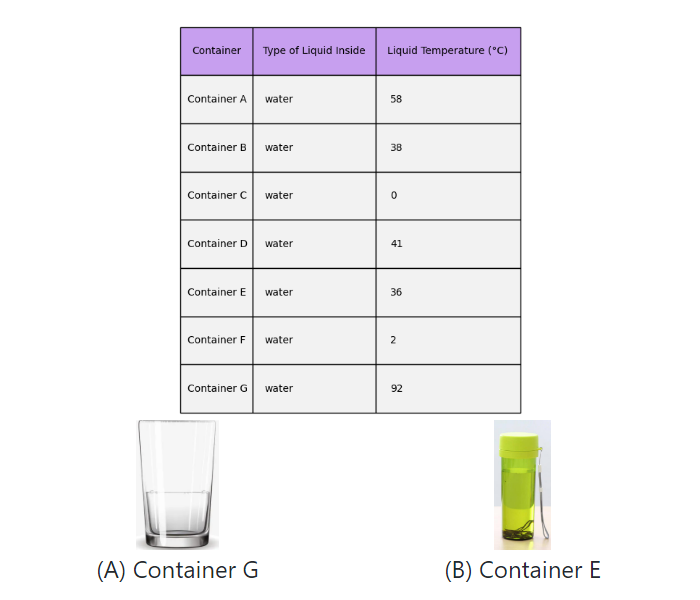 Container Type of Liquid Inside Liquid Temperature (°C)
Container A water 58
Container B water 38
Container C water 0
Container D water 41
Container E water 36
Container F water 2
Container G water 92
(A) Container G (B) Container E